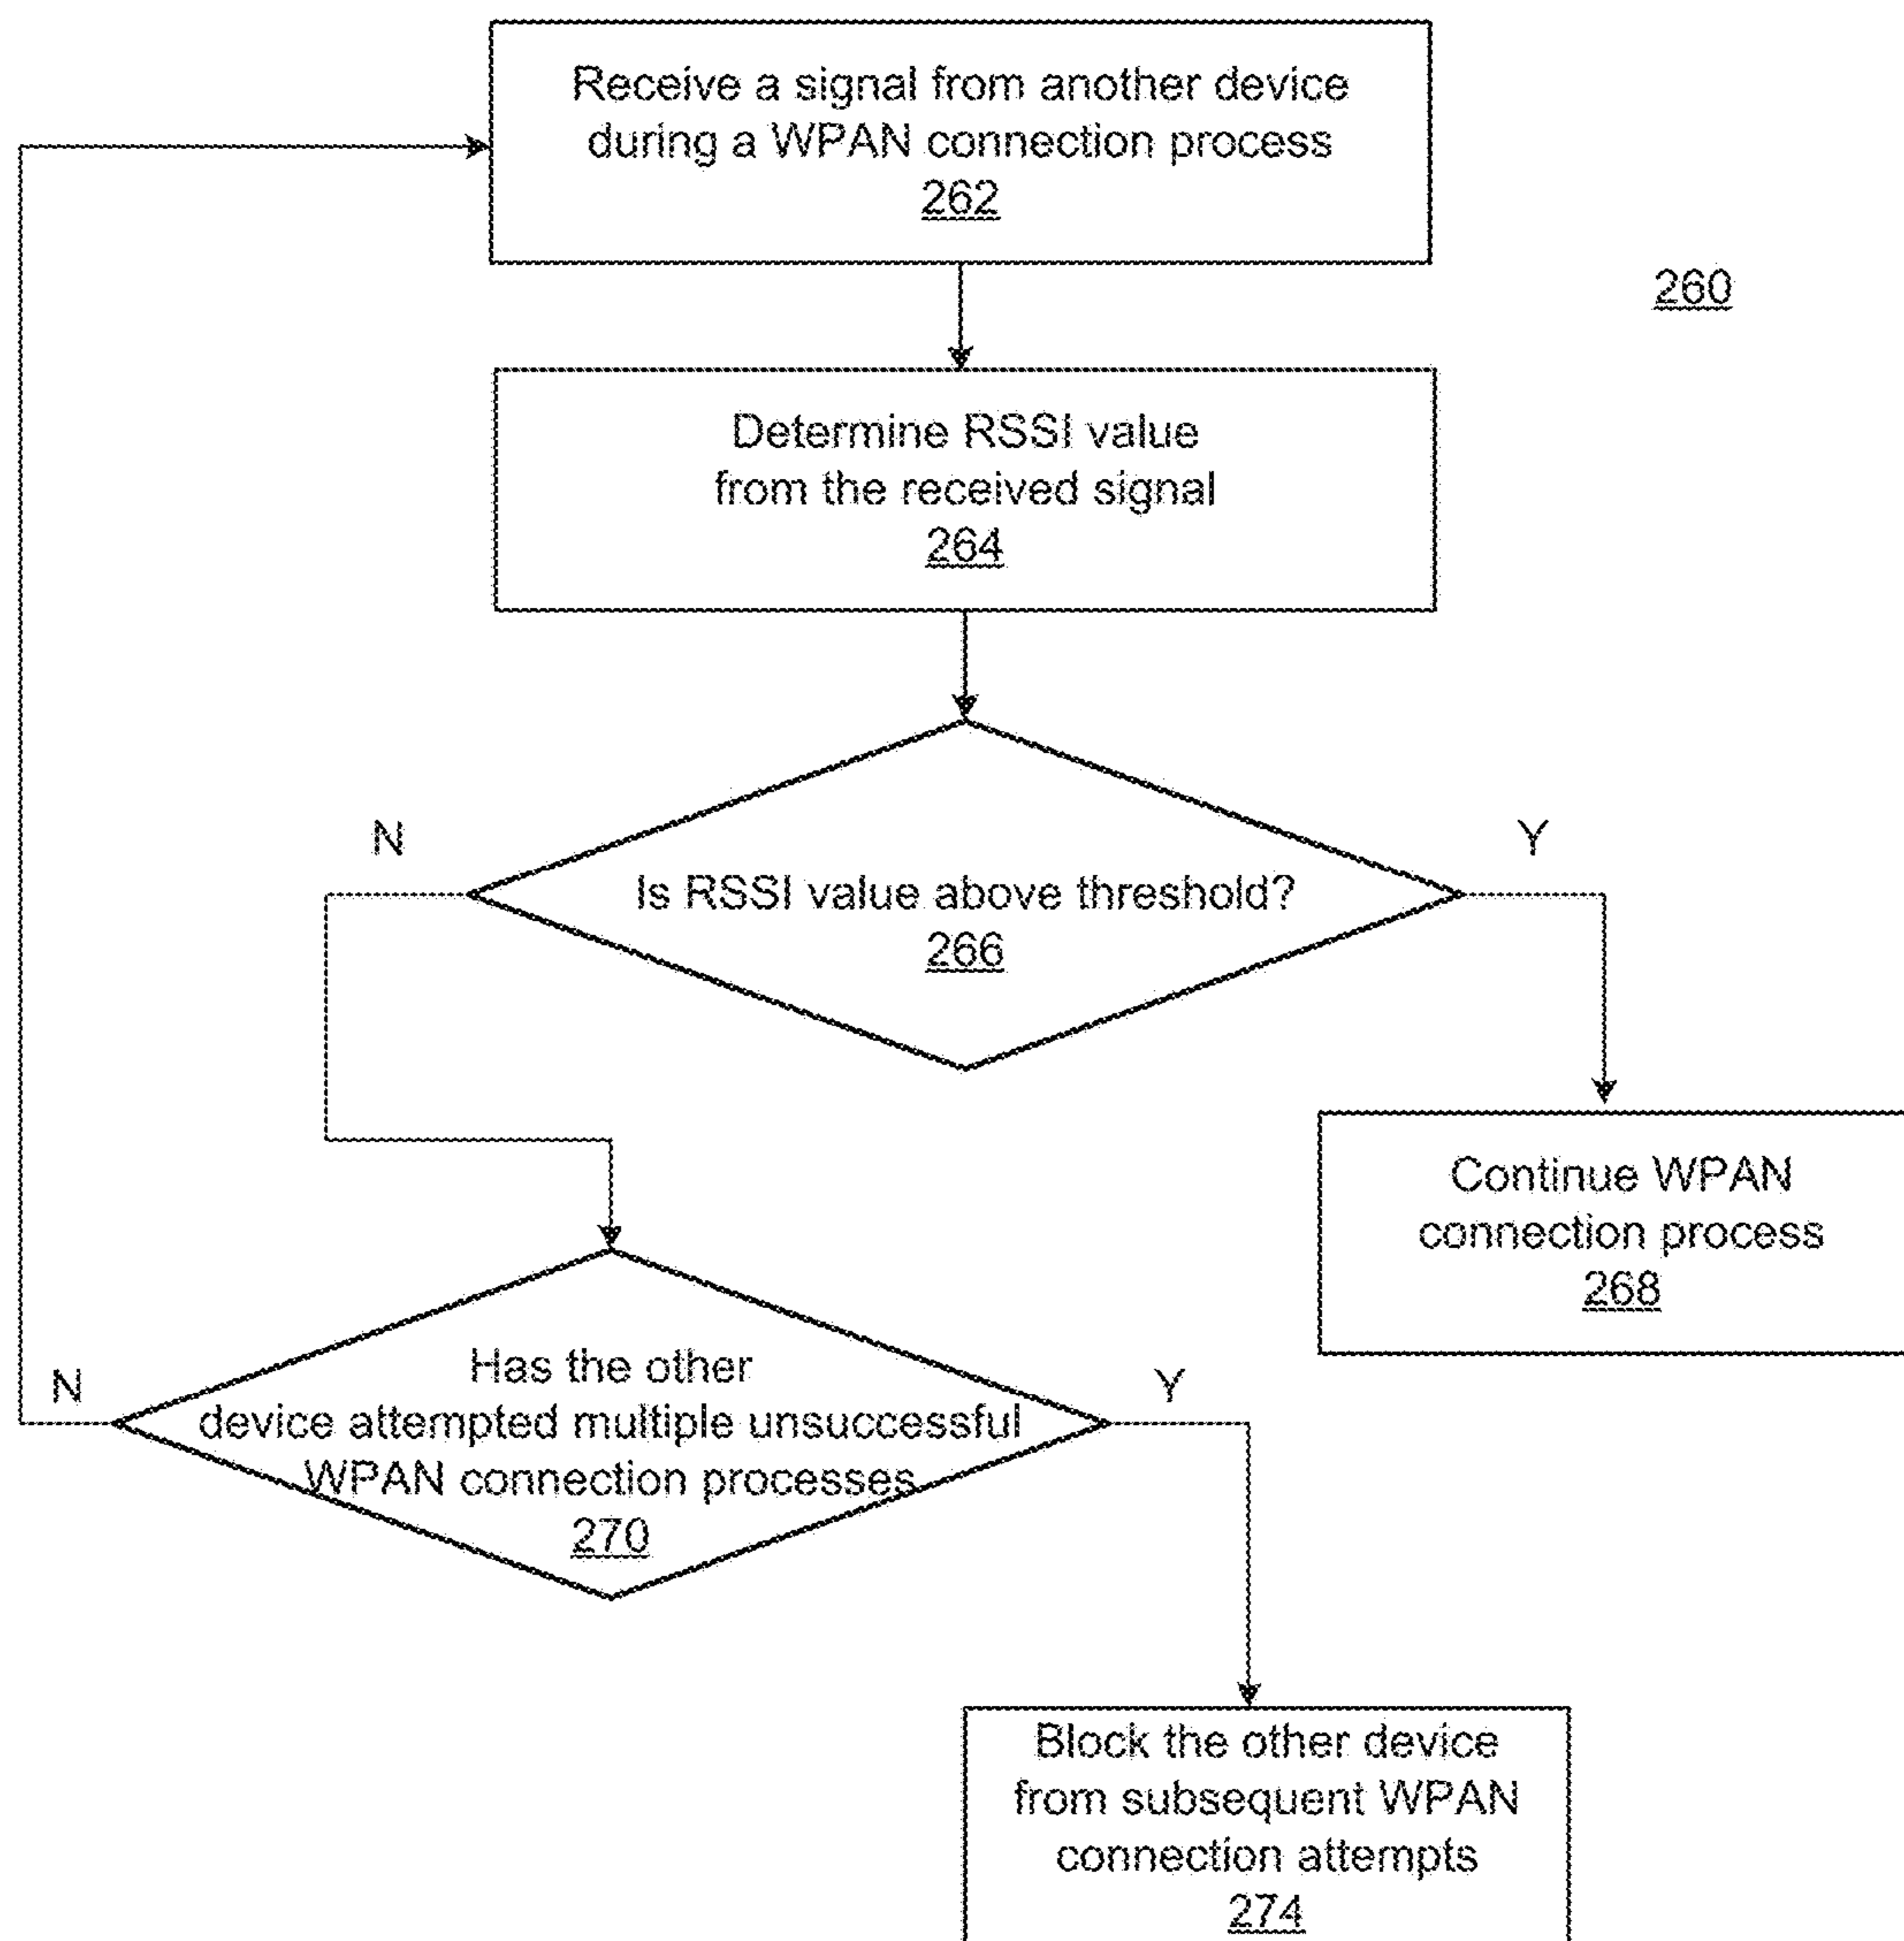 Receive a signal from another device
during a WPAN connection process
262
260
Determine RSSI value
from the received signal
264
N
Y
Is RSSI value above threshold?
266
Continue WPAN
connection process
268
N
Y
Has the other
device attempted multiple unsuccessful
WPAN connection processes
270
Block the other device
from subsequent WPAN
connection attempts
274